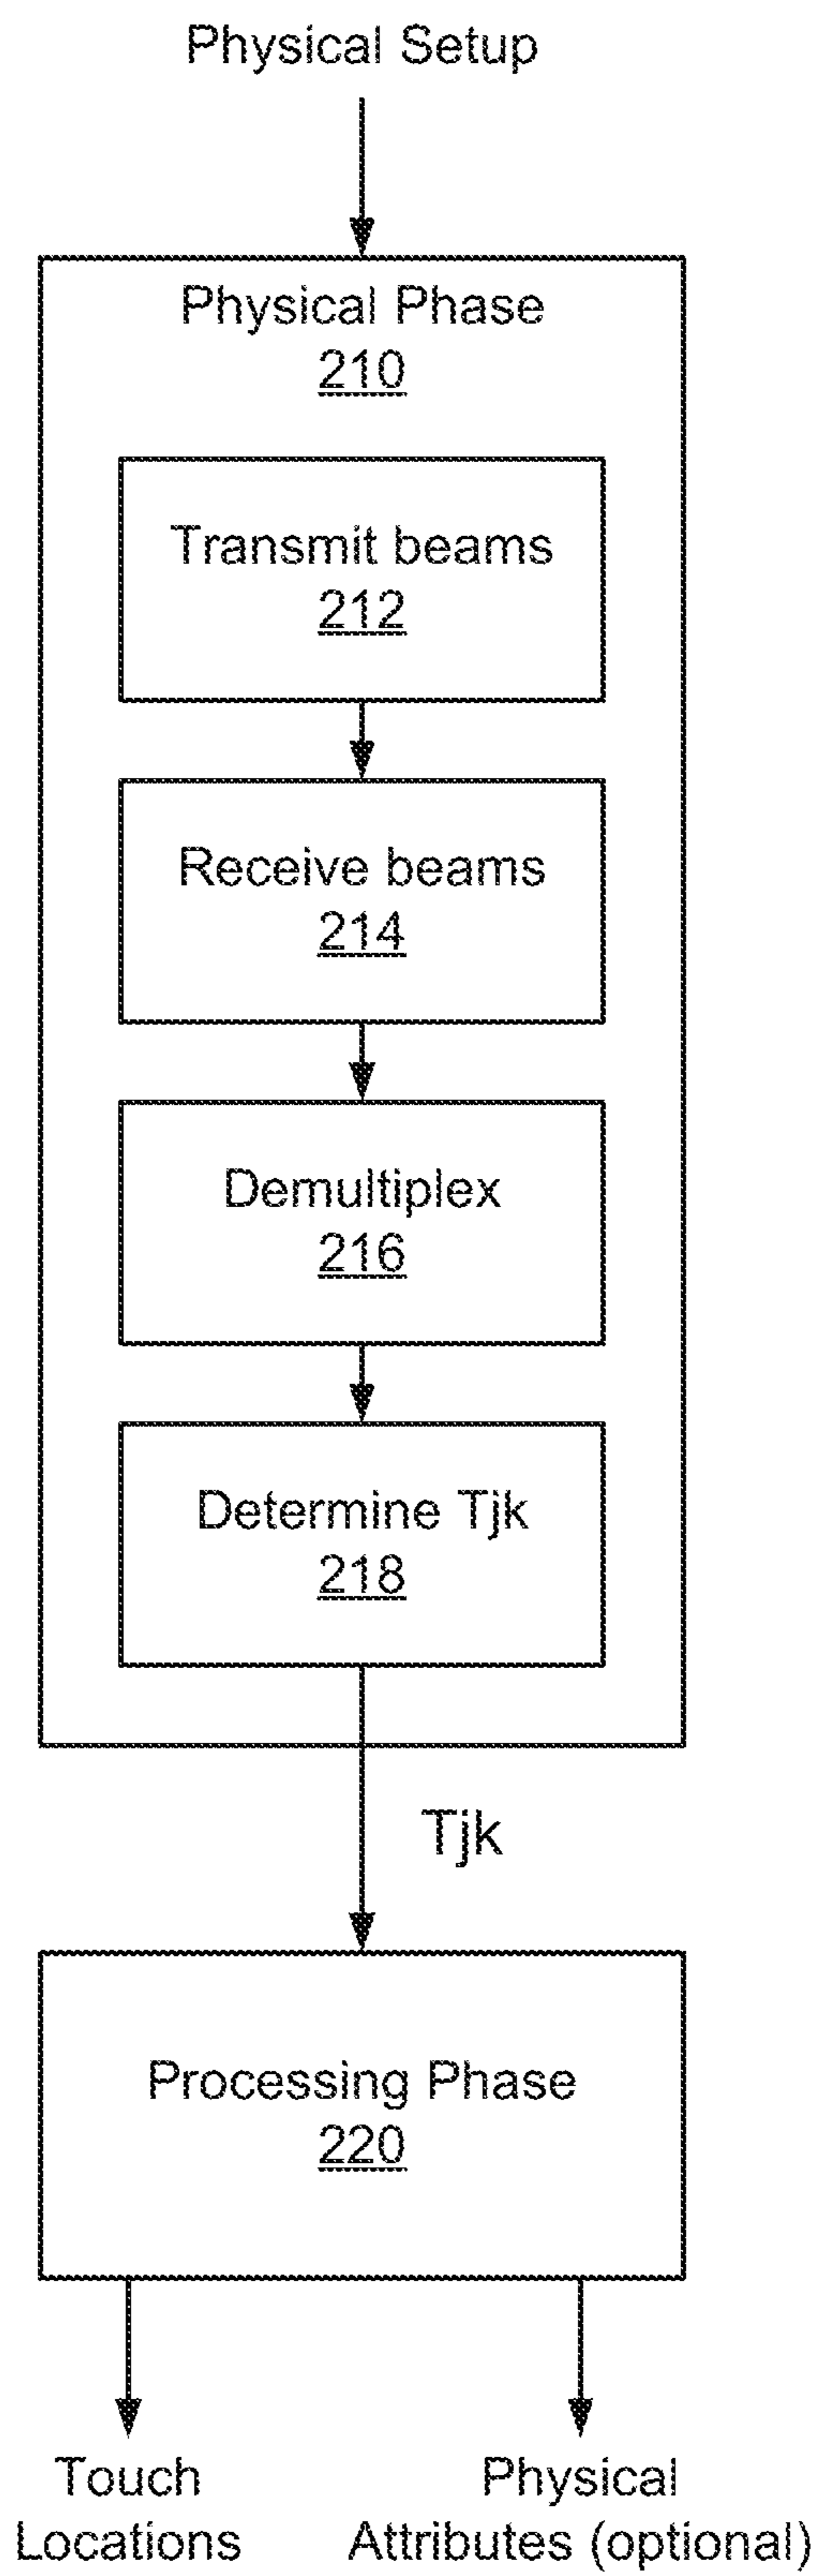 Physical Setup
Physical Phase
210
Transmit beams
212
Receive beams
214
Demultiplex
216
Determine Tjk
218
Tjk
Processing Phase
220
Touch
Locations
Physical
Attributes (optional)